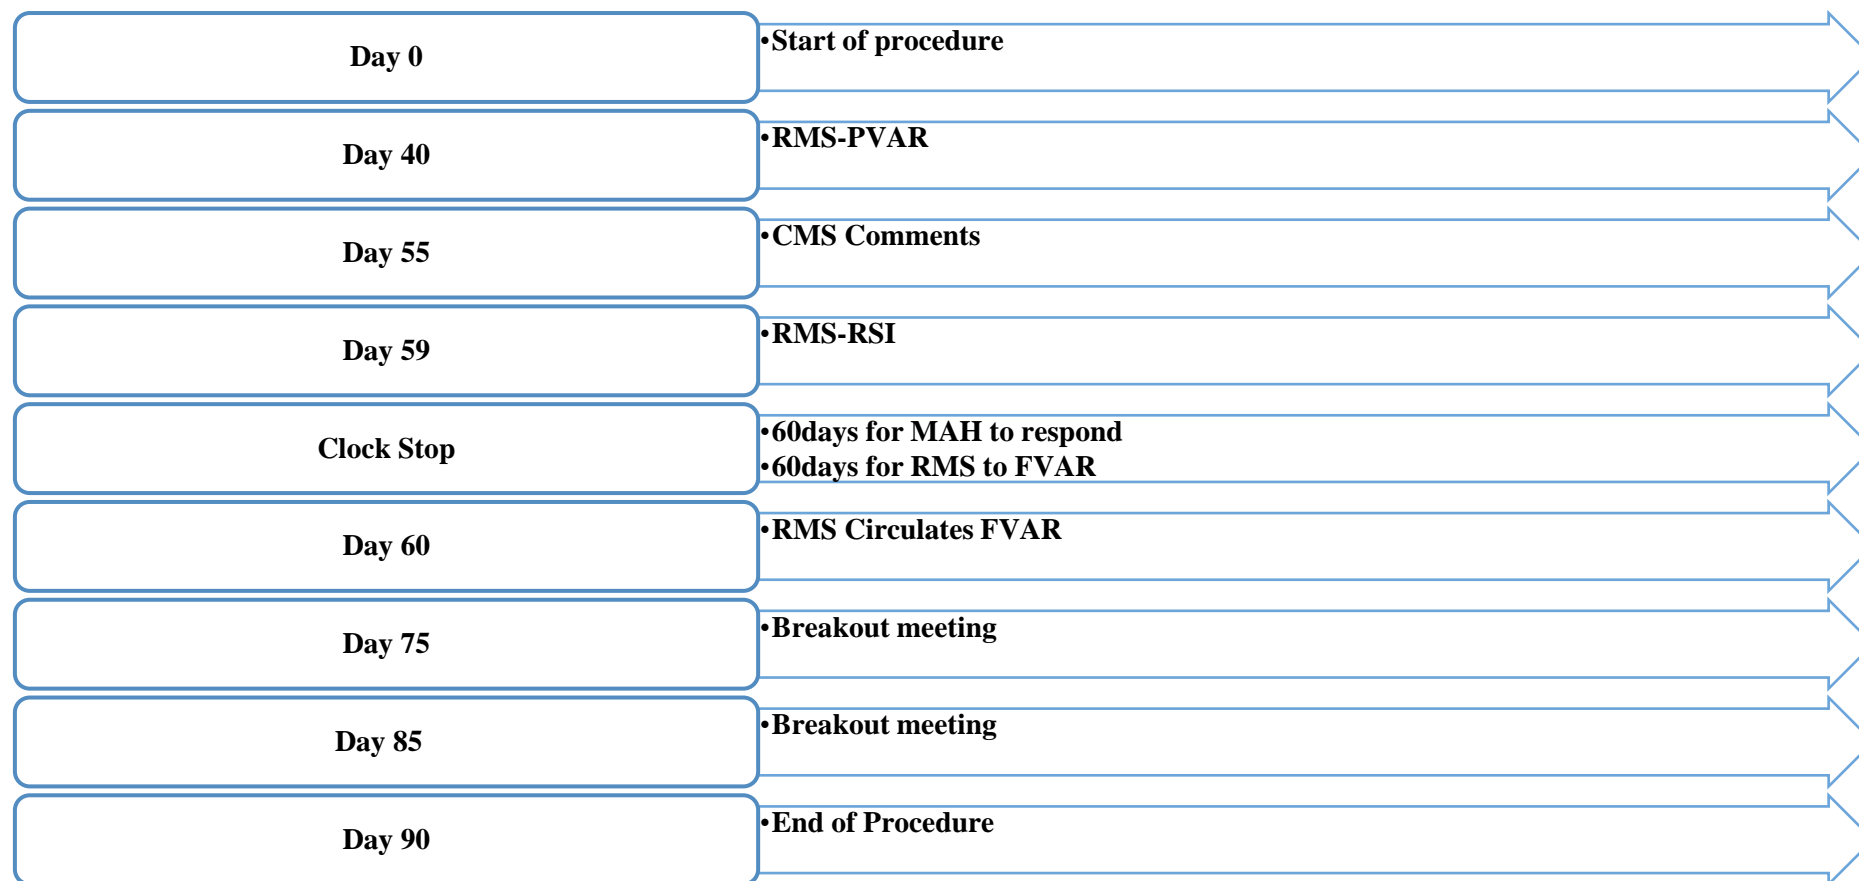 Day 0
•Start of procedure
Day 40
•RMS-PVAR
Day 55
•CMS Comments
Day 59
•RMS-RSI
Clock Stop
•60days for MAH to respond
•60days for RMS to FVAR
Day 60
•RMS Circulates FVAR
Day 75
•Breakout meeting
Day 85
•Breakout meeting
Day 90
•End of Procedure